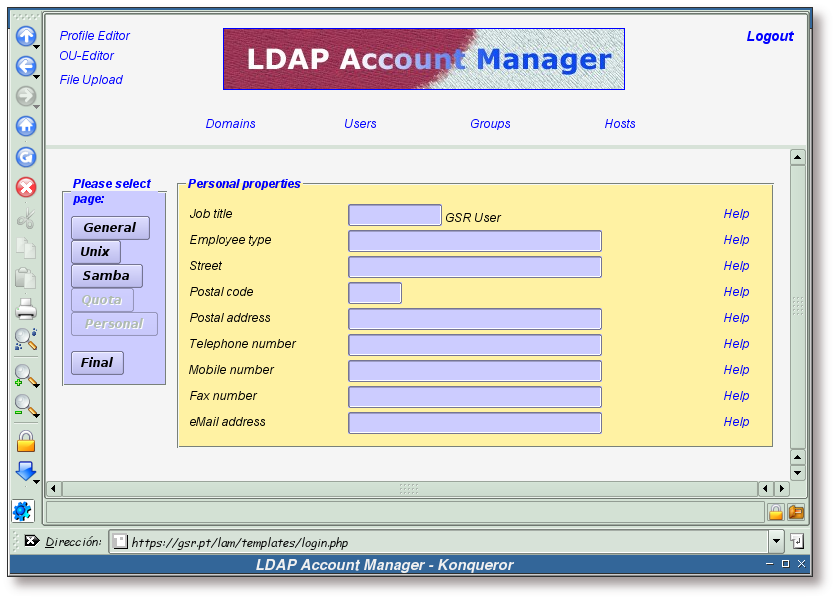 Profile Editor
OU-Editor
File Upload
LDAP Account Manager
Logout
Domains Users Groups Hosts
Please select page:
General
Unix
Samba
Quota
Personal
Final
Personal properties
Job title GSR User Help
Employee type Help
Street Help
Postal code Help
Postal address Help
Telephone number Help
Mobile number Help
Fax number Help
eMail address Help
Dirección: https://gsr.pt/lam/templates/login.php
LDAP Account Manager - Konqueror